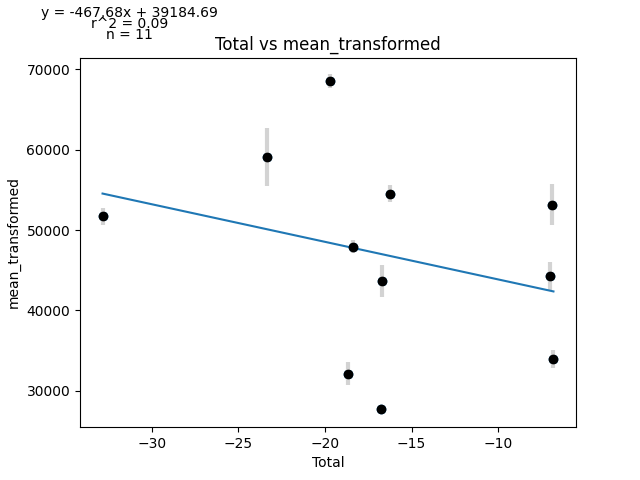 y = -467.68x + 39184.69
r^2 = 0.09
n = 11
Total vs mean_transformed
70000
60000
50000
40000
30000
mean_transformed
−30
−25
−20
−15
−10
Total